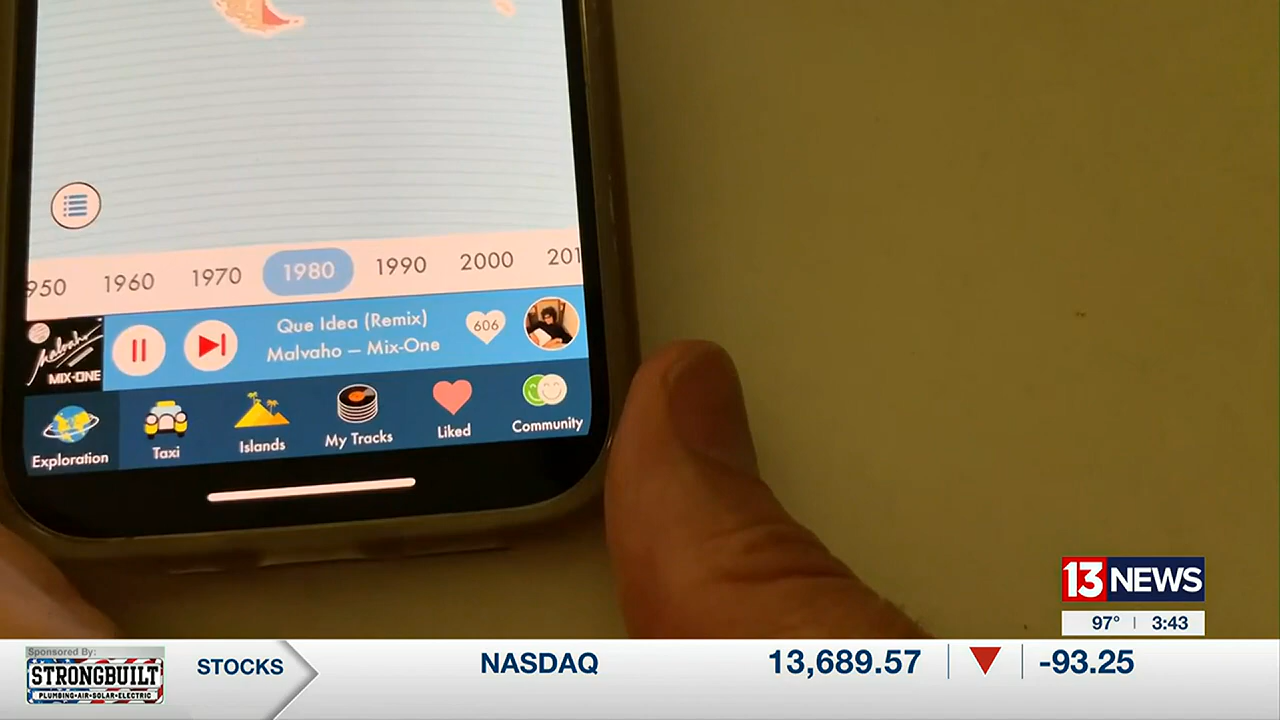 950 1960 1970 1980 1990 2000 201
Que Idea (Remix)
Malvaho – Mix-One
606
Malvaho
MIX-ONE
Exploration
Taxi
Islands
My Tracks
Liked
Community
13 NEWS
97° | 3:43
Sponsored By:
STRONGBUILT
PLUMBING•AIR•SOLAR•ELECTRIC
STOCKS
NASDAQ
13,689.57
-93.25